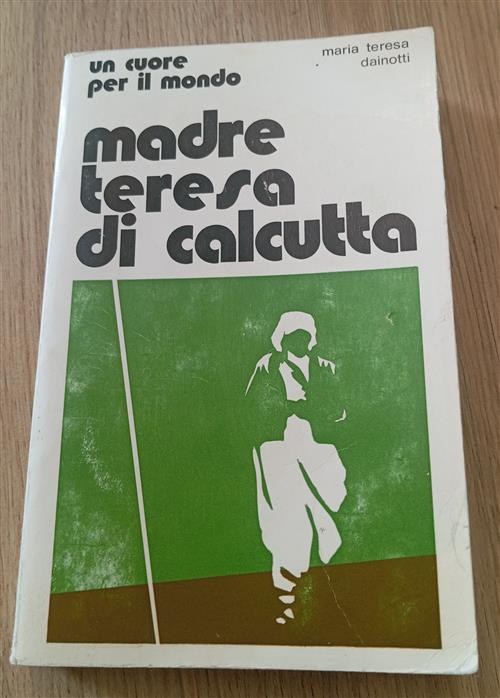 un cuore
per il mondo
maria teresa
dainotti
madre
teresa
di calcutta